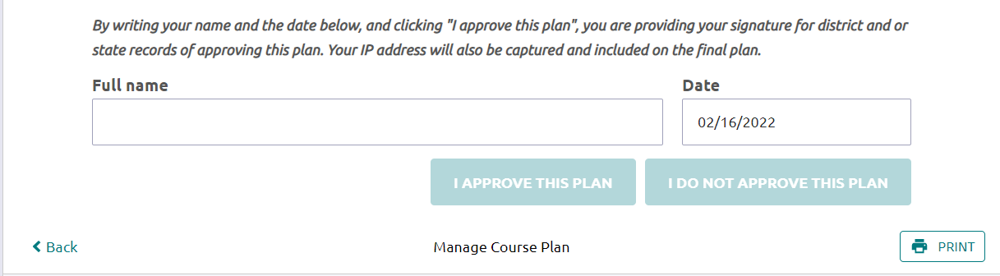 By writing your name and the date below, and clicking "I approve this plan", you are providing your signature for district and or
state records of approving this plan. Your IP address will also be captured and included on the final plan.
Full name
Date
02/16/2022
I APPROVE THIS PLAN
I DO NOT APPROVE THIS PLAN
Back
Manage Course Plan
PRINT